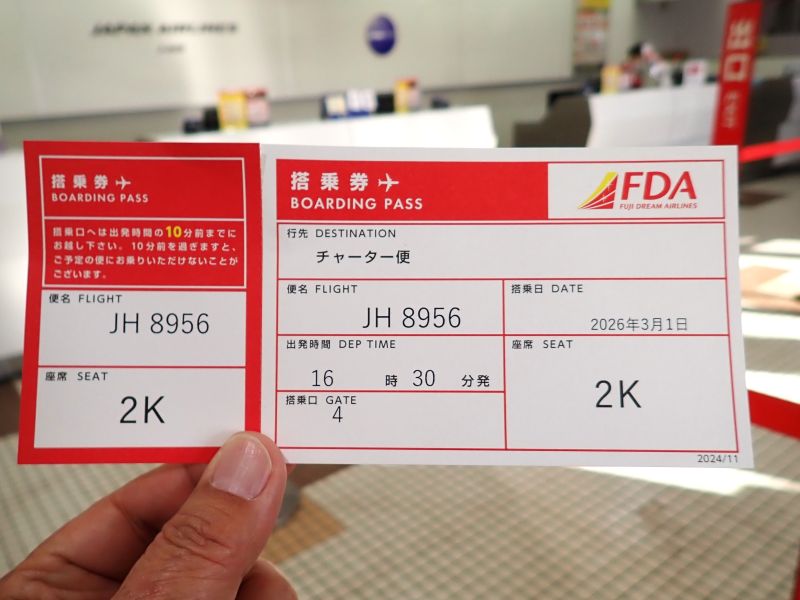 JAPAN AIRLINES
出口
搭乗券
BOARDING PASS
搭乗口へは出発時間の10分前までに
お越し下さい。10分前を過ぎますと、
ご予定の便にお乗りいただけないことが
ございます。
便名 FLIGHT
JH 8956
座席 SEAT
2K
搭乗券
BOARDING PASS
FDA
FUJI DREAM AIRLINES
行先 DESTINATION
チャーター便
便名 FLIGHT
JH 8956
搭乗日 DATE
2026年3月1日
出発時間 DEP TIME
16 時 30 分発
座席 SEAT
2K
搭乗口 GATE
4
2024/11